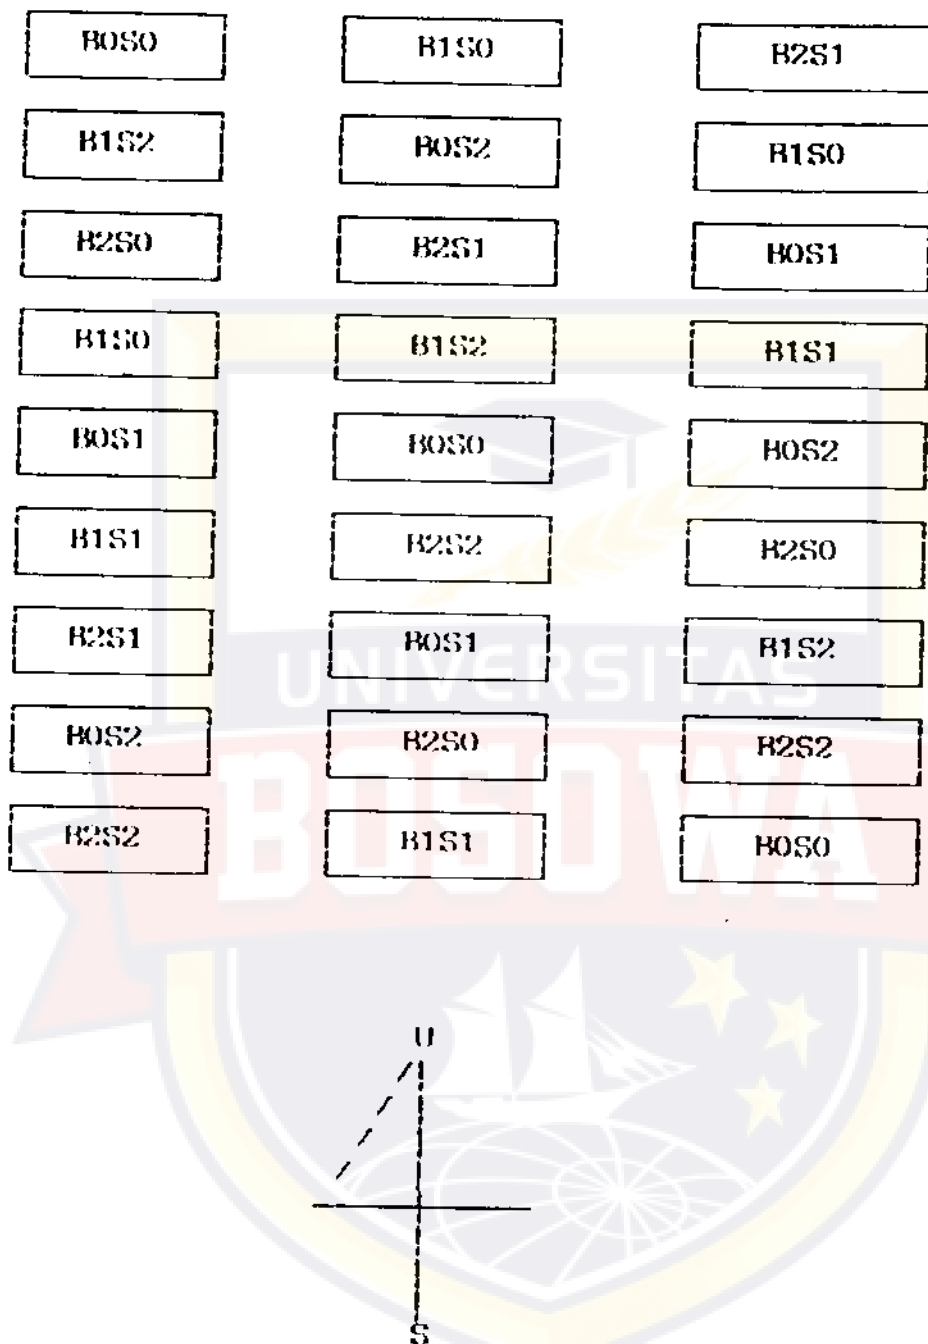 B0S0 B1S0 B2S1
B1S2 B0S2 B1S0
B2S0 B2S1 B0S1
B1S0 B1S2 B1S1
B0S1 B0S0 B0S2
B1S1 B2S2 B2S0
B2S1 B0S1 B1S2
B0S2 B2S0 B2S2
B2S2 B1S1 B0S0
UNIVERSITAS
BOSOWA
U
S